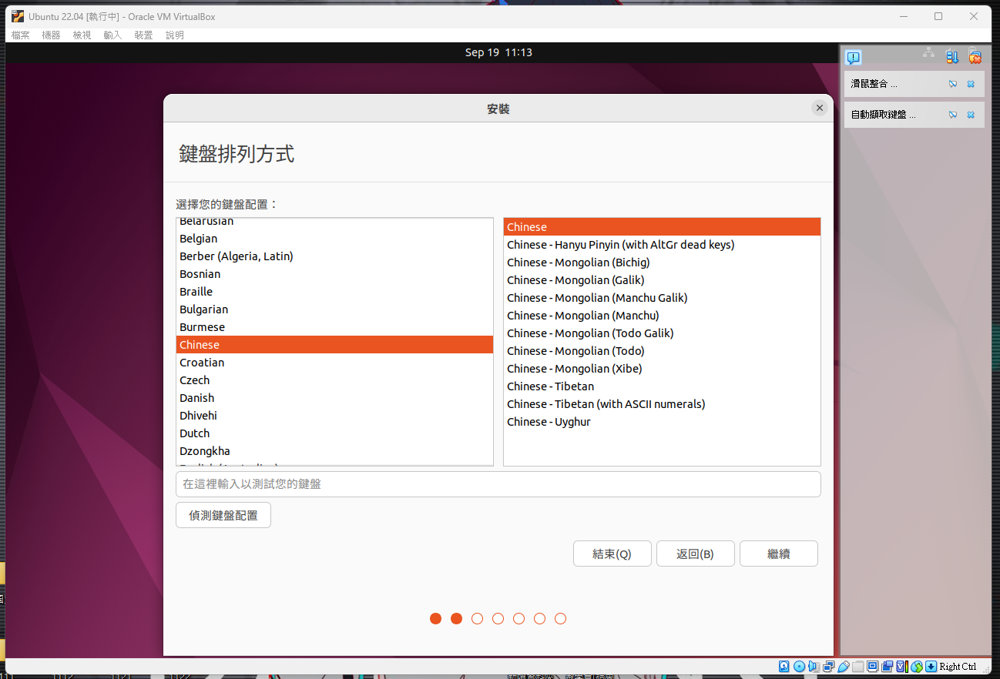 Ubuntu 22.04 [執行中] - Oracle VM VirtualBox
檔案 機器 檢視 輸入 裝置 說明
Sep 19 11:13
滑鼠整合 ...
自動擷取鍵盤 ...
安裝
鍵盤排列方式
選擇您的鍵盤配置：
Belarusian
Belgian
Berber (Algeria, Latin)
Bosnian
Braille
Bulgarian
Burmese
Chinese
Croatian
Czech
Danish
Dhivehi
Dutch
Dzongkha
Chinese
Chinese - Hanyu Pinyin (with AltGr dead keys)
Chinese - Mongolian (Bichig)
Chinese - Mongolian (Galik)
Chinese - Mongolian (Manchu Galik)
Chinese - Mongolian (Manchu)
Chinese - Mongolian (Todo Galik)
Chinese - Mongolian (Todo)
Chinese - Mongolian (Xibe)
Chinese - Tibetan
Chinese - Tibetan (with ASCII numerals)
Chinese - Uyghur
在這裡輸入以測試您的鍵盤
偵測鍵盤配置
結束(Q) 返回(B) 繼續
Right Ctrl